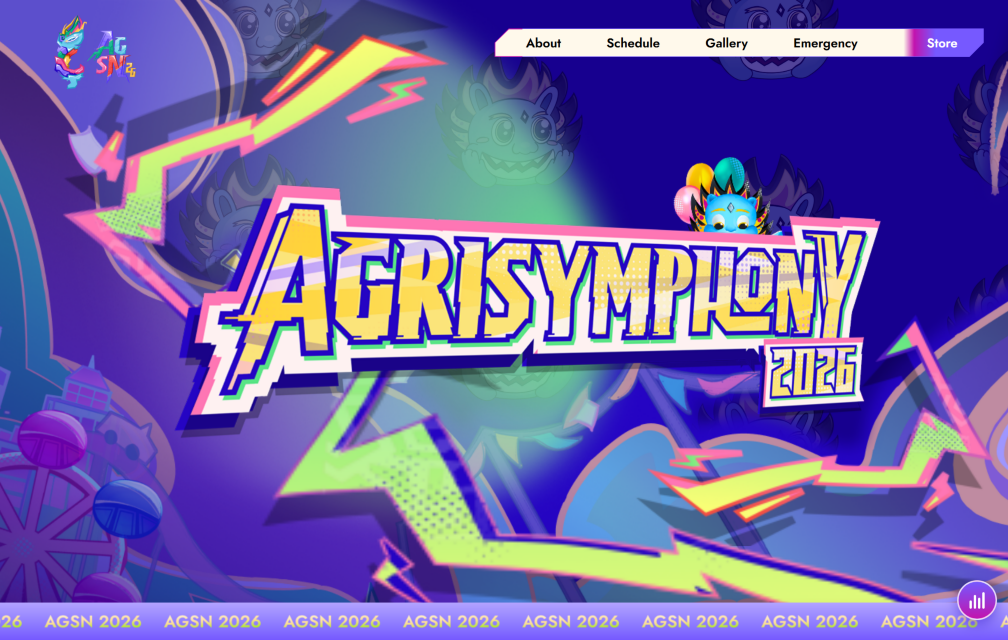 AG
SN'26
About Schedule Gallery Emergency Store
AGRISYMPHONY
2026
26 AGSN 2026 AGSN 2026 AGSN 2026 AGSN 2026 AGSN 2026 AGSN 2026 AGSN 2026 AGSN 2026